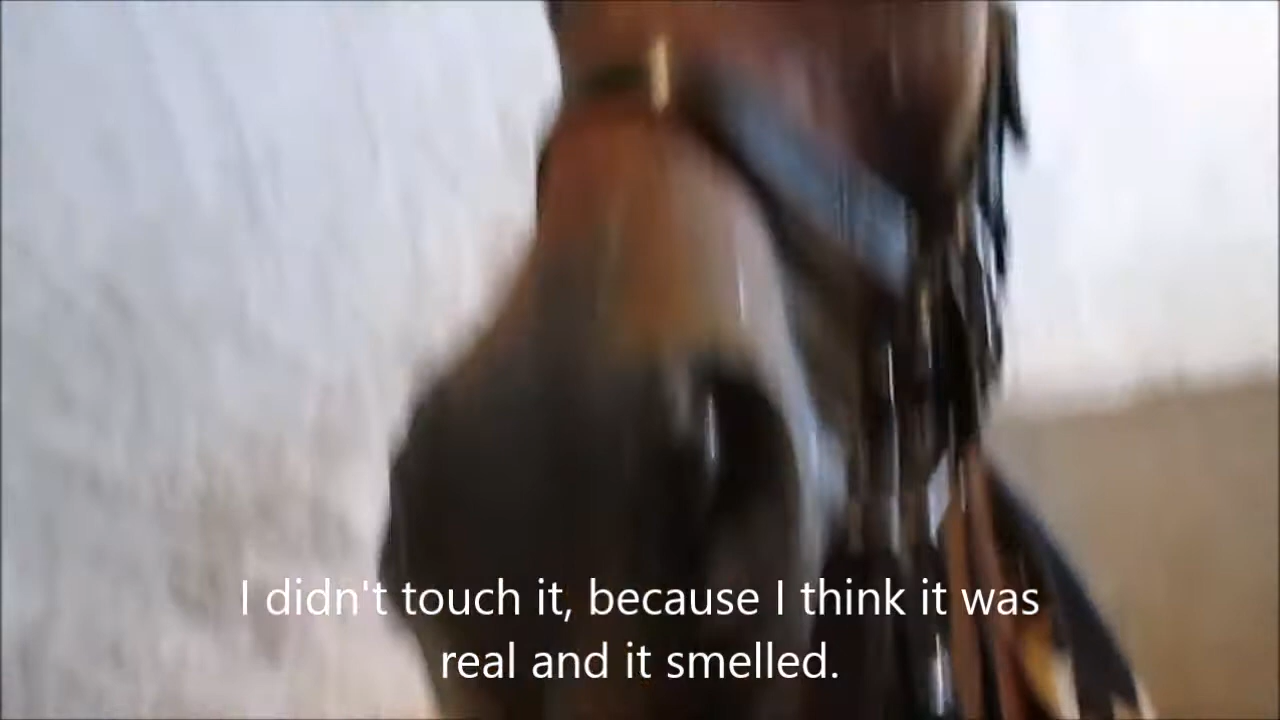 I didn't touch it, because I think it was
real and it smelled.